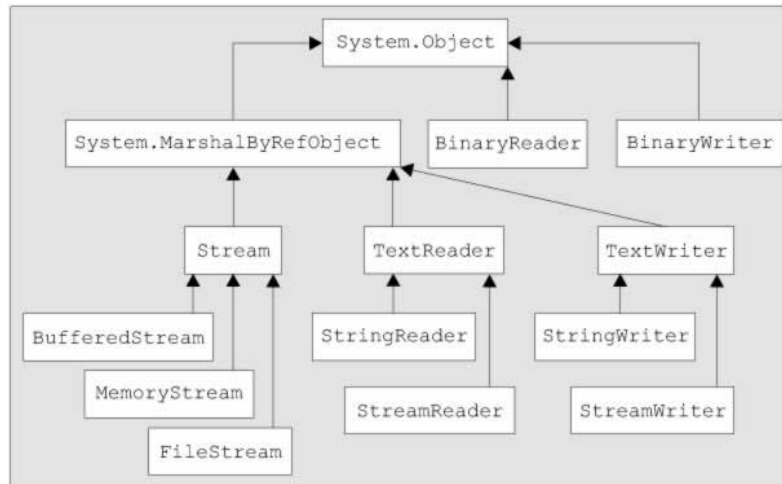 System.Object
System.MarshalByRefObject
BinaryReader
BinaryWriter
Stream
TextReader
TextWriter
BufferedStream
StringReader
StringWriter
MemoryStream
StreamReader
StreamWriter
FileStream